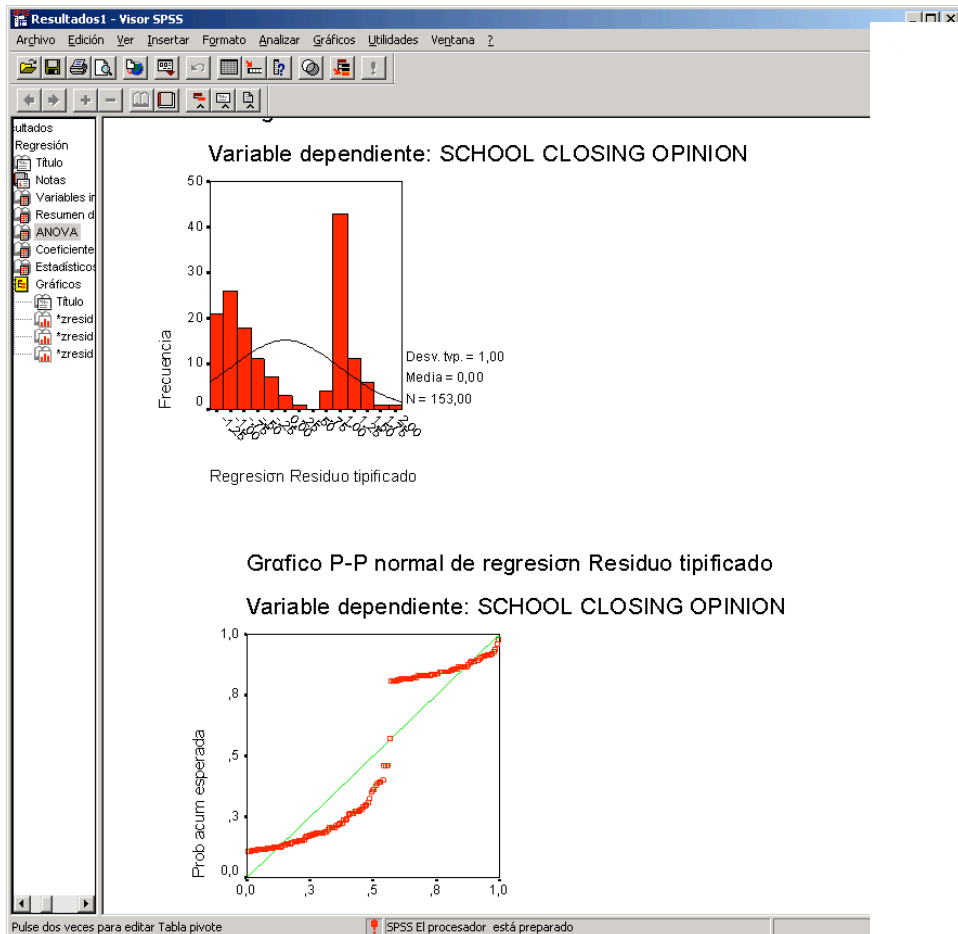 Resultados1 - Visor SPSS
Archivo Edición Ver Insertar Formato Analizar Gráficos Utilidades Ventana ?
ultados
Regresión
Título
Notas
Variables in
Resumen d
ANOVA
Coeficiente
Estadísticos
Gráficos
Título
*zresid
*zresid
*zresid
Variable dependiente: SCHOOL CLOSING OPINION
50
40
30
20
10
0
Frecuencia
Desv. tvp. = 1,00
Media = 0,00
N = 153,00
Regresiσn Residuo tipificado
Grαfico P-P normal de regresiσn Residuo tipificado
Variable dependiente: SCHOOL CLOSING OPINION
1,0
,8
,5
,3
0,0
Prob acum esperada
0,0 ,3 ,5 ,8 1,0
Pulse dos veces para editar Tabla pivote
SPSS El procesador está preparado